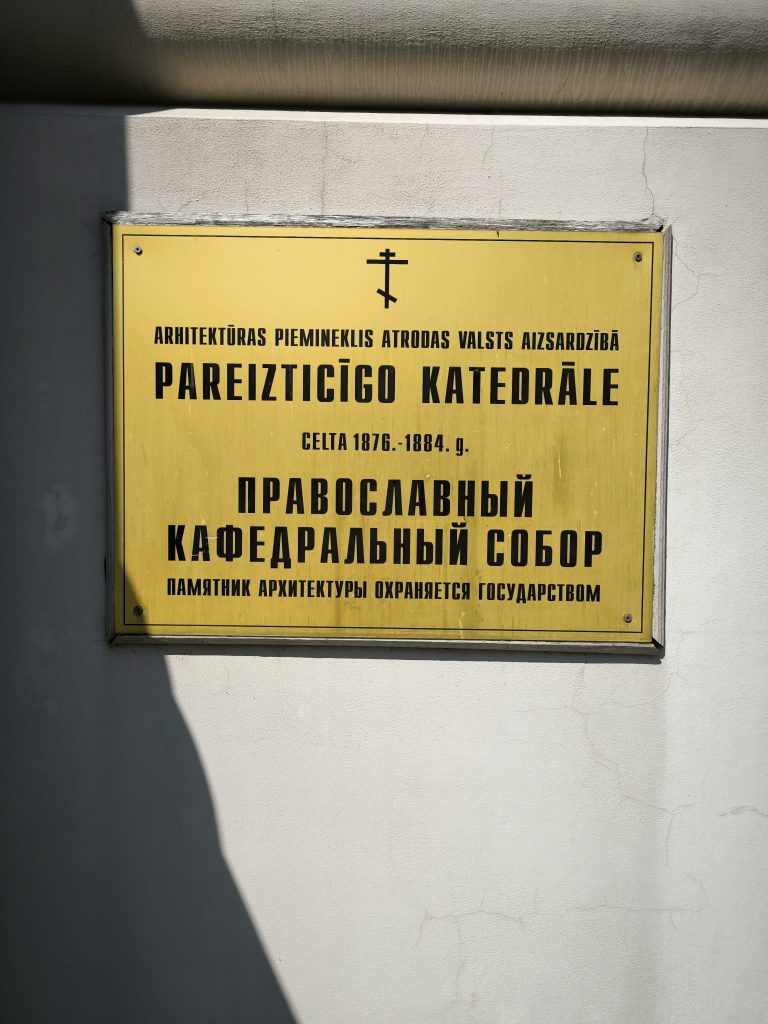 ARHITEKTŪRAS PIEMINEKLIS ATRODAS VALSTS AIZSARDZĪBĀ
PAREIZTICĪGO KATEDRĀLE
CELTA 1876.-1884. g.
ПРАВОСЛАВНЫЙ
КАФЕДРАЛЬНЫЙ СОБОР
ПАМЯТНИК АРХИТЕКТУРЫ ОХРАНЯЕТСЯ ГОСУДАРСТВОМ